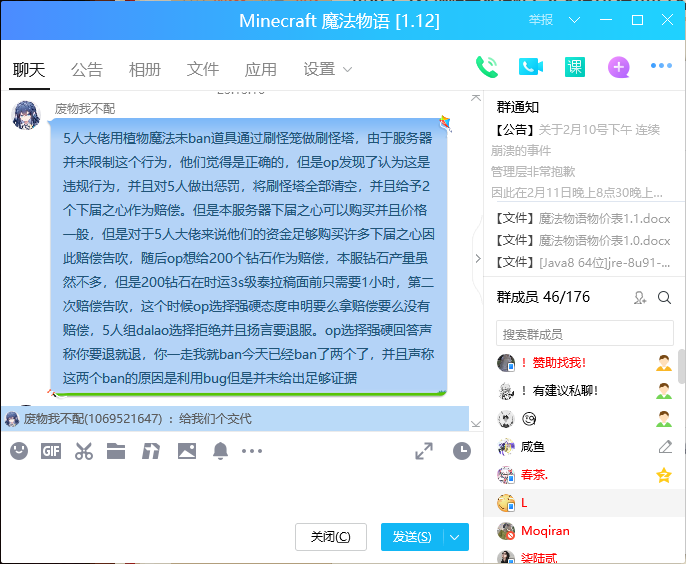 Minecraft 魔法物语 [1.12]
举报
聊天 公告 相册 文件 应用 设置
课
废物我不配
5人大佬用植物魔法未ban道具通过刷怪笼做刷怪塔，由于服务器
并未限制这个行为，他们觉得是正确的，但是op发现了认为这是
违规行为，并且对5人做出惩罚，将刷怪塔全部清空，并且给予2
个下届之心作为赔偿。但是本服务器下届之心可以购买并且价格
一般，但是对于5人大佬来说他们的资金足够购买许多下届之心因
此赔偿告吹，随后op想给200个钻石作为赔偿，本服钻石产量虽
然不多，但是200钻石在时运3s级泰拉稿面前只需要1小时，第二
次赔偿告吹，这个时候op选择强硬态度申明要么拿赔偿要么没有
赔偿，5人组dalao选择拒绝并且扬言要退服。op选择强硬回答声
称你要退就退，你一走我就ban今天已经ban了两个了，并且声称
这两个ban的原因是利用bug但是并未给出足够证据
废物我不配(1069521647) ：给我们个交代
GIF
关闭(C)
发送(S)
群通知
【公告】关于2月10号下午 连续
崩溃的事件
管理层非常抱歉
因此在2月11日晚上8点30晚上...
【文件】魔法物语物价表1.1.docx
【文件】魔法物语物价表1.0.docx
【文件】[Java8 64位]jre-8u91-...
群成员 46/176
搜索群成员
！赞助找我！
！有建议私聊！
咸鱼
春茶.
L
Moqiran
柒陆贰